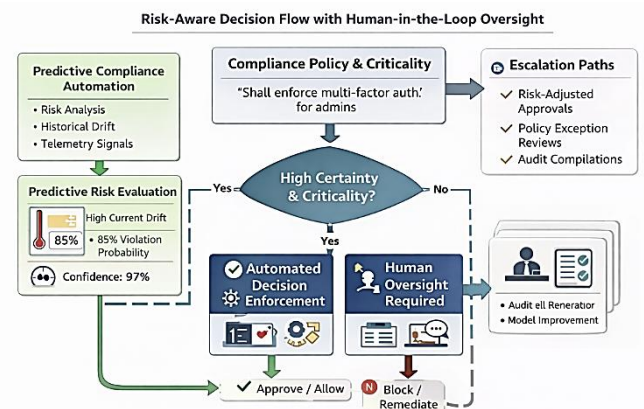 Risk-Aware Decision Flow with Human-in-the-Loop Oversight
Predictive Compliance
Automation
• Risk Analysis
• Historical Drift
• Telemetry Signals
Compliance Policy & Criticality
"Shall enforce multi-factor auth.'
for admins
Escalation Paths
✓ Risk-Adjusted
Approvals
✓ Policy Exception
Reviews
✓ Audit Compilations
Predictive Risk Evaluation
High Current Drift
85%
• 85% Violation
Probability
Confidence: 97%
Yes
High Certainty
& Criticality?
No
Yes
Automated
Decision
Enforcement
Human
Oversight
Required
• Audit ell Renerator
• Model Improvement
✓ Approve / Allow
N Block /
Remediate